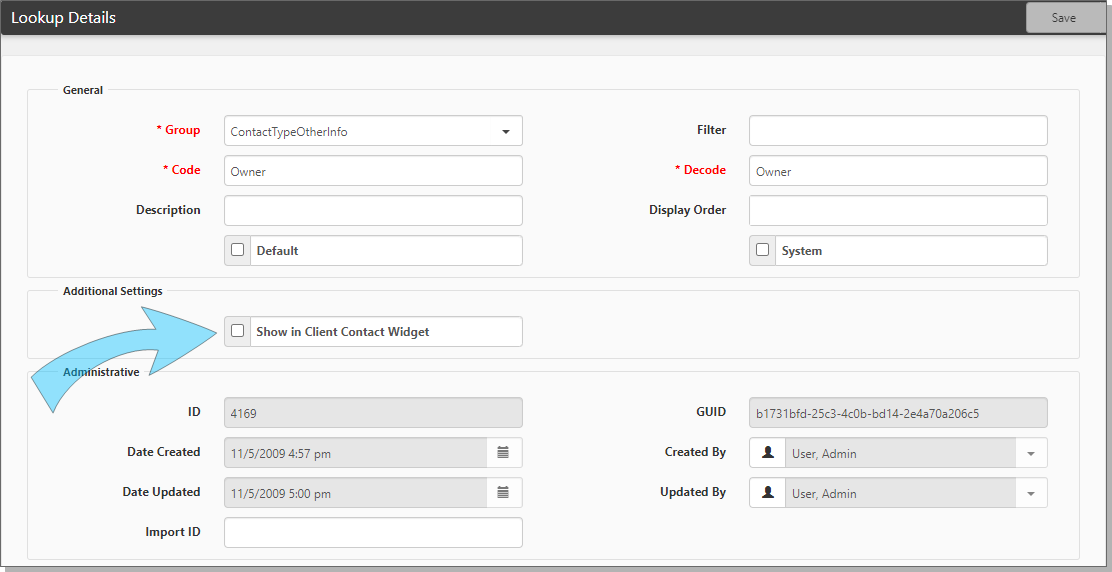 Lookup Details Save
General
* Group ContactTypeOtherInfo Filter
* Code Owner * Decode Owner
Description Display Order
Default System
Additional Settings
Show in Client Contact Widget
Administrative
ID 4169 GUID b1731bfd-25c3-4c0b-bd14-2e4a70a206c5
Date Created 11/5/2009 4:57 pm Created By User, Admin
Date Updated 11/5/2009 5:00 pm Updated By User, Admin
Import ID